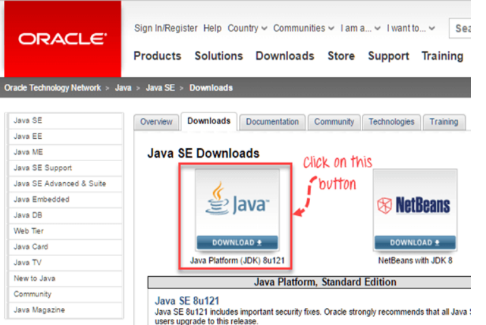 ORACLE
Sign In/Register Help Country Communities I am a... I want to...
Products Solutions Downloads Store Support Training
Oracle Technology Network > Java > Java SE > Downloads
Java SE
Java EE
Java ME
Java SE Support
Java SE Advanced & Suite
Java Embedded
Java DB
Web Tier
Java Card
Java TV
New to Java
Community
Java Magazine
Overview Downloads Documentation Community Technologies Training
Java SE Downloads
click on this
button
Java
DOWNLOAD
Java Platform (JDK) 8u121
NetBeans
DOWNLOAD
NetBeans with JDK 8
Java Platform, Standard Edition
Java SE 8u121
Java SE 8u121 includes important security fixes. Oracle strongly recommends that all Java
users upgrade to this release.